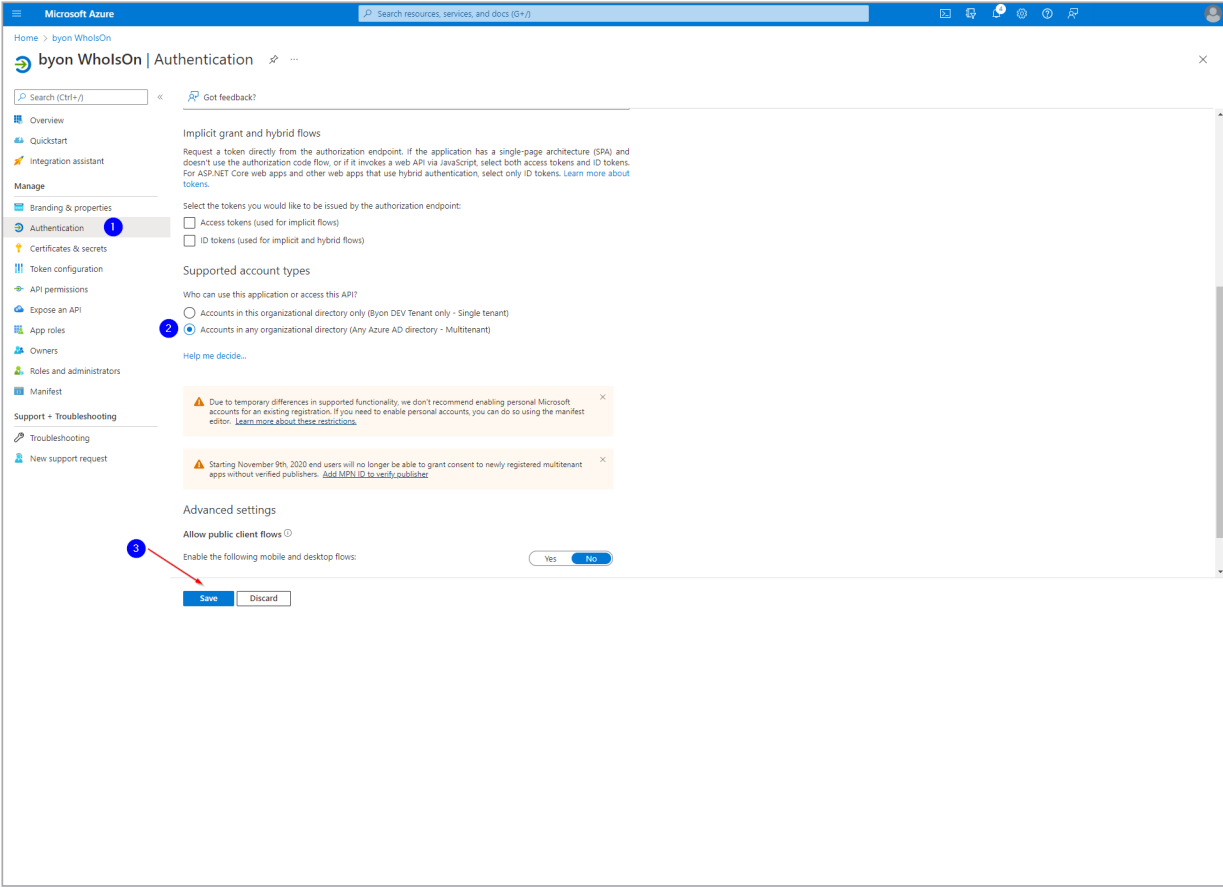 Microsoft Azure
Search resources, services, and docs (G+/)
4
Home > byon WhoIsOn
byon WhoIsOn | Authentication
Search (Ctrl+/)
«
Got feedback?
Overview
Quickstart
Integration assistant
Manage
Branding & properties
Authentication
1
Certificates & secrets
Token configuration
API permissions
Expose an API
App roles
Owners
Roles and administrators
Manifest
Support + Troubleshooting
Troubleshooting
New support request
Implicit grant and hybrid flows
Request a token directly from the authorization endpoint. If the application has a single-page architecture (SPA) and
doesn't use the authorization code flow, or if it invokes a web API via JavaScript, select both access tokens and ID tokens.
For ASP.NET Core web apps and other web apps that use hybrid authentication, select only ID tokens. Learn more about
tokens.
Select the tokens you would like to be issued by the authorization endpoint:
Access tokens (used for implicit flows)
ID tokens (used for implicit and hybrid flows)
Supported account types
Who can use this application or access this API?
Accounts in this organizational directory only (Byon DEV Tenant only - Single tenant)
2
Accounts in any organizational directory (Any Azure AD directory - Multitenant)
Help me decide...
Due to temporary differences in supported functionality, we don't recommend enabling personal Microsoft
accounts for an existing registration. If you need to enable personal accounts, you can do so using the manifest
editor. Learn more about these restrictions.
Starting November 9th, 2020 end users will no longer be able to grant consent to newly registered multitenant
apps without verified publishers. Add MPN ID to verify publisher
Advanced settings
Allow public client flows
3
Enable the following mobile and desktop flows:
Yes
No
Save
Discard